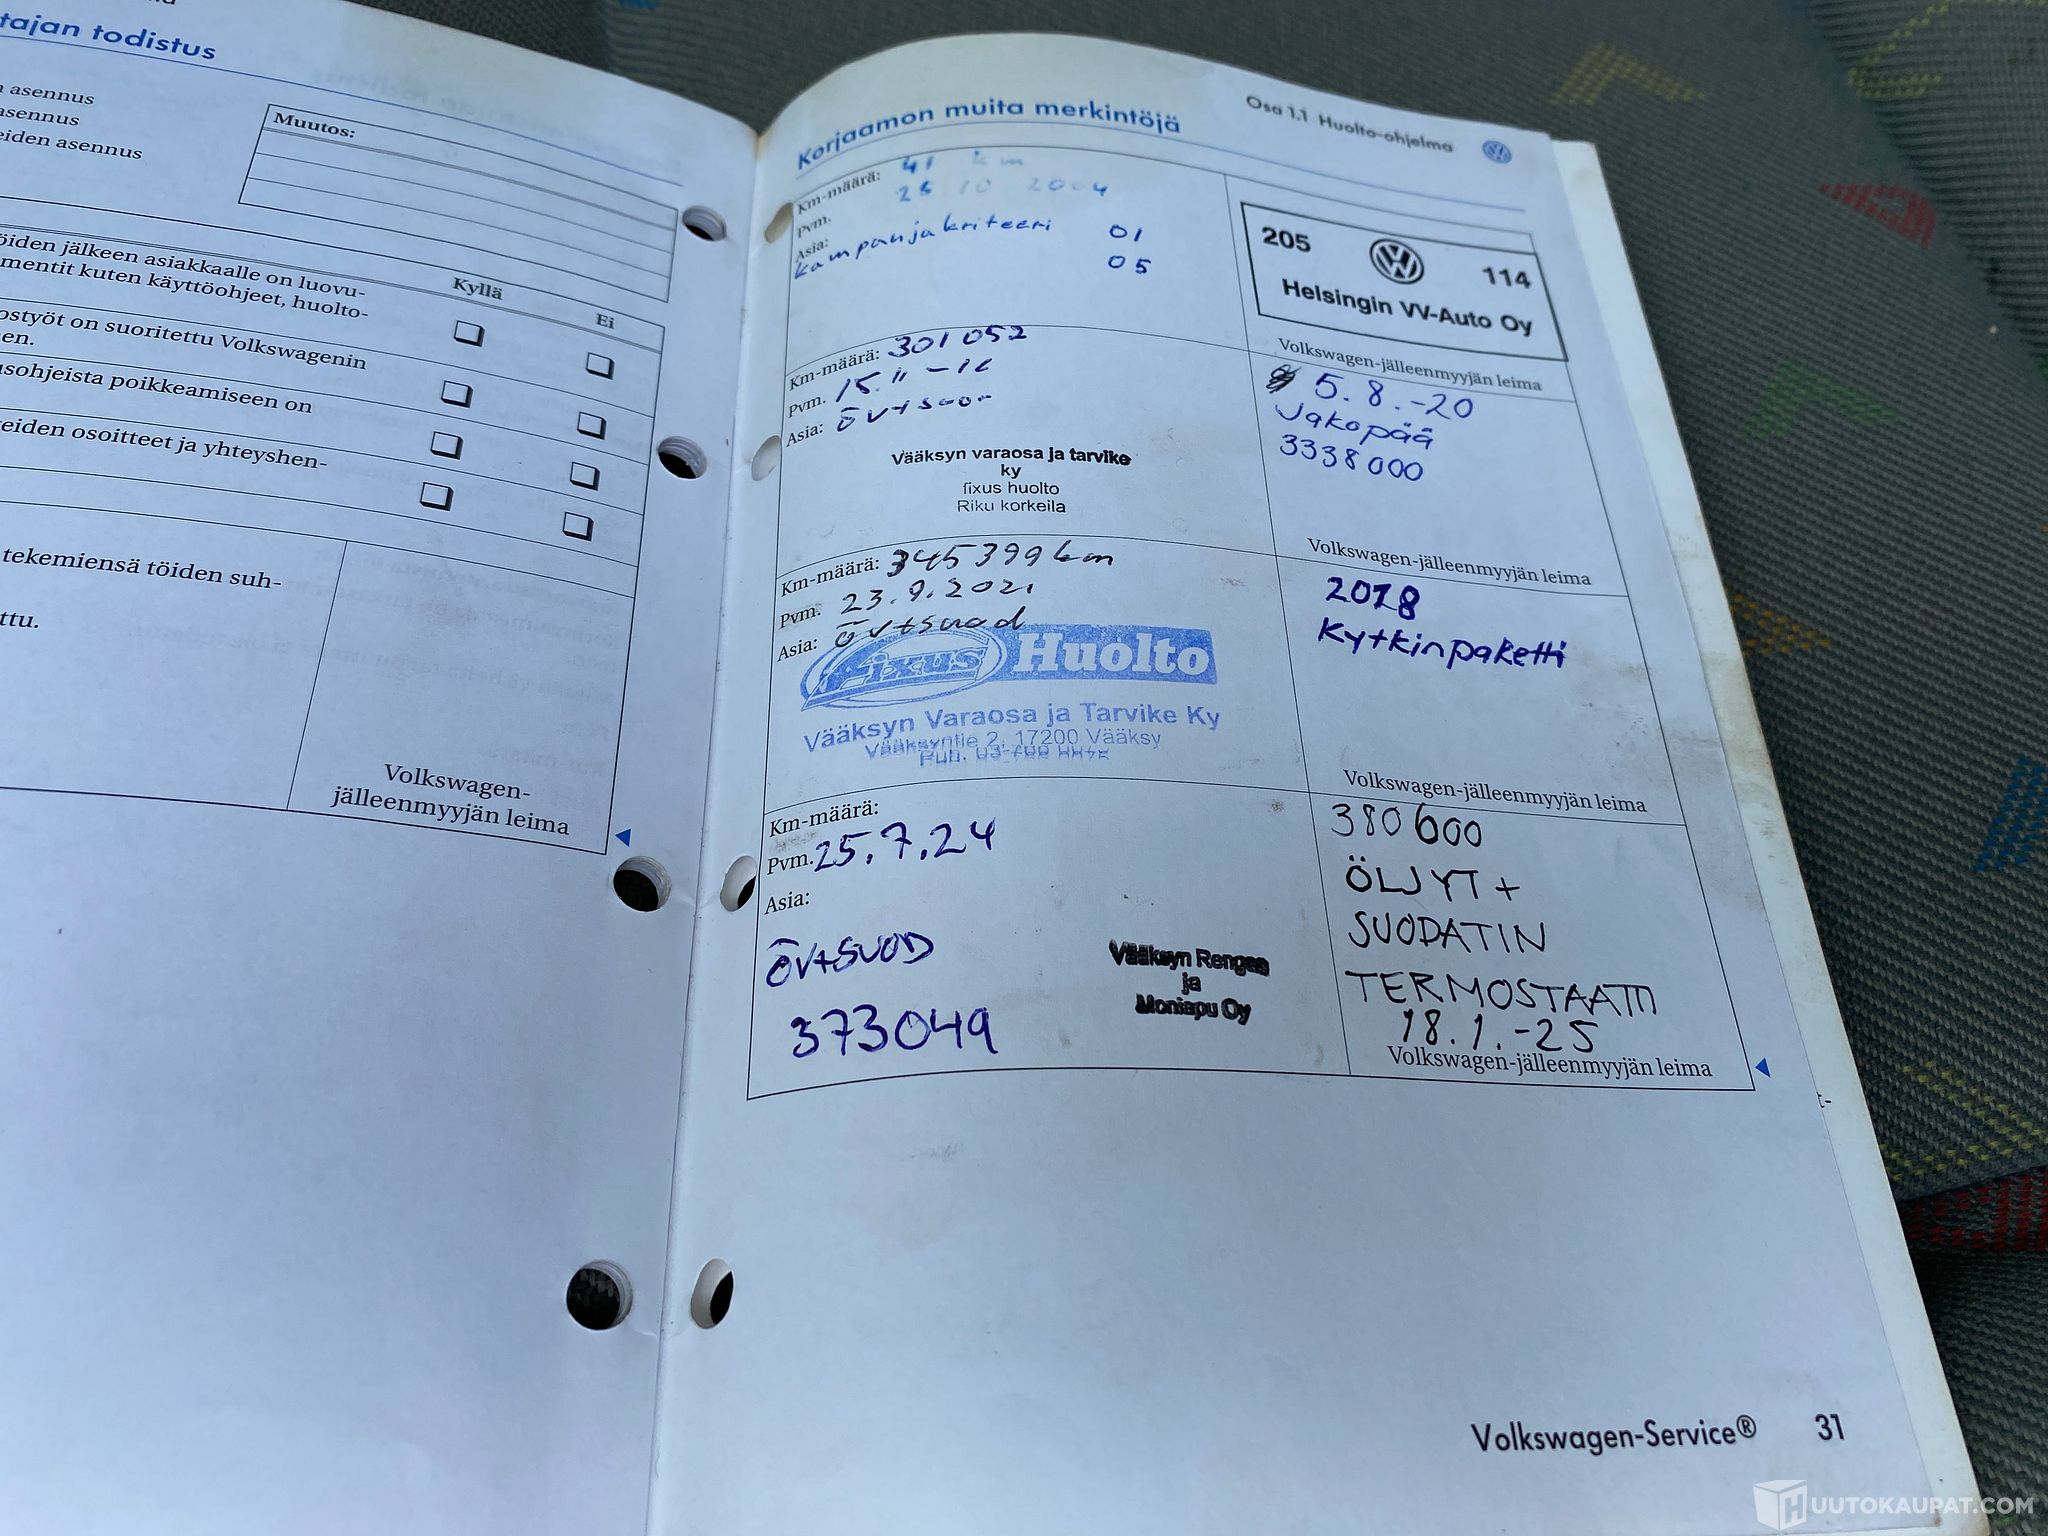 tajan todistus
asennus
asennus
eiden asennus
Muutos:
öiden jälkeen asiakkaalle on luovu-
mentit kuten käyttöohjeet, huolto-
Kyllä
Ei
ostyöt on suoritettu Volkswagenin
en.
usohjeista poikkeamiseen on
eiden osoitteet ja yhteyshen-
tekemiensä töiden suh-
ttu.
Volkswagen-
jälleenmyyjän leima
Osa 1.1 Huolto-ohjelma
Korjaamon muita merkintöjä
Km-määrä: 41 km
Pvm. 25 10 2004
Asia:
kampanjakriteeri 01
05
205
114
Helsingin VV-Auto Oy
Volkswagen-jälleenmyyjän leima
Km-määrä: 301052
Pvm. 15.11-16
Asia: öv+suod
Vääksyn varaosa ja tarvike
ky
fixus huolto
Riku korkeila
5.8.-20
Jakopää
3338000
Volkswagen-jälleenmyyjän leima
Km-määrä: 345399km
Pvm. 23.9.2021
Asia: öv+suod
Fixus Huolto
Vääksyn Varaosa ja Tarvike Ky
Vääksyntie 2, 17200 Vääksy
2018
Kytkinpaketti
Volkswagen-jälleenmyyjän leima
Km-määrä:
Pvm. 25.7.24
Asia:
ÖV+SUOD
373049
Vääksyn Rengas
ja
Moniapu Oy
380600
ÖLJYT +
SUODATIN
TERMOSTAATTI
18.1.-25
Volkswagen-jälleenmyyjän leima
t-
Volkswagen-Service® 31
HUUTOKAUPAT.COM